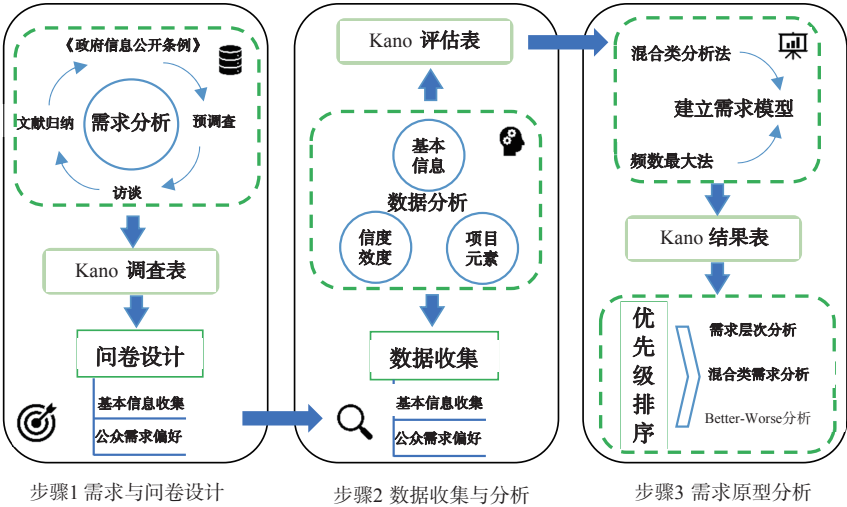 《政府信息公开条例》
文献归纳
需求分析
预调查
访谈
Kano 调查表
问卷设计
基本信息收集
公众需求偏好
步骤1 需求与问卷设计
Kano 评估表
基本
信息
数据分析
信度
效度
项目
元素
数据收集
基本信息收集
公众需求偏好
步骤2 数据收集与分析
混合类分析法
建立需求模型
频数最大法
Kano 结果表
优
先
级
排
序
需求层次分析
混合类需求分析
Better-Worse分析
步骤3 需求原型分析